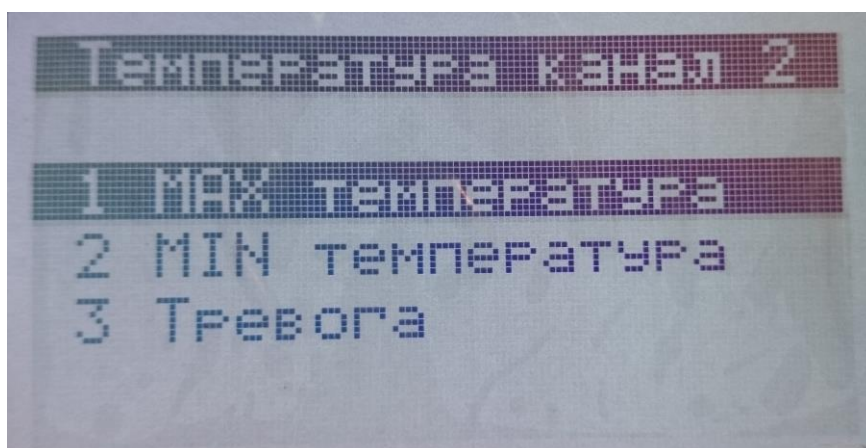 Температура канал 2
1 MAX температура
2 MIN температура
3 Тревога